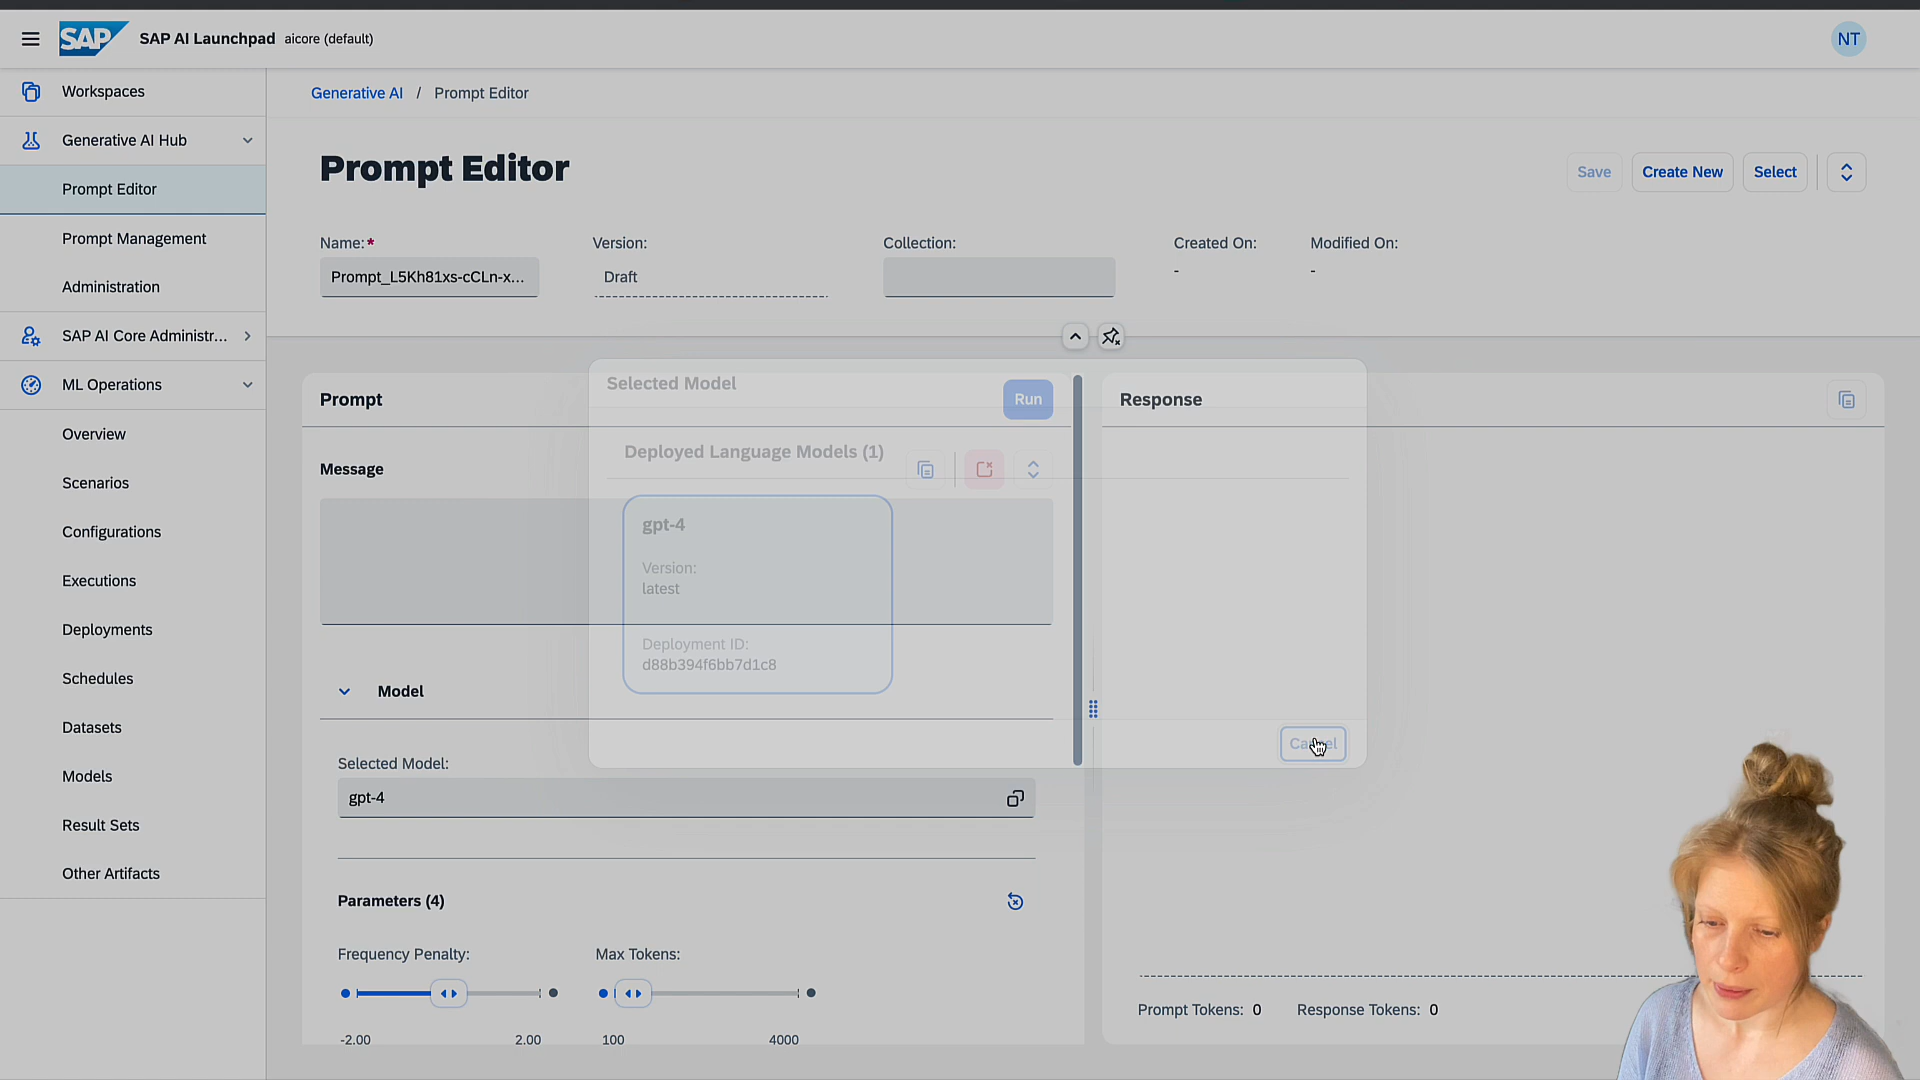 SAP SAP AI Launchpad aicore (default) NT
Workspaces
Generative AI Hub
Prompt Editor
Prompt Management
Administration
SAP AI Core Administr...
ML Operations
Overview
Scenarios
Configurations
Executions
Deployments
Schedules
Datasets
Models
Result Sets
Other Artifacts
Generative AI / Prompt Editor
Prompt Editor
Save Create New Select
Name:* Version: Collection: Created On: Modified On:
Prompt_L5Kh81xs-cCLn-x... Draft - -
Prompt Run
Message
Model
Selected Model:
gpt-4
Parameters (4)
Frequency Penalty: Max Tokens:
-2.00 2.00 100 4000
Selected Model
Deployed Language Models (1)
gpt-4
Version:
latest
Deployment ID:
d88b394f6bb7d1c8
Cancel
Response
Prompt Tokens: 0 Response Tokens: 0